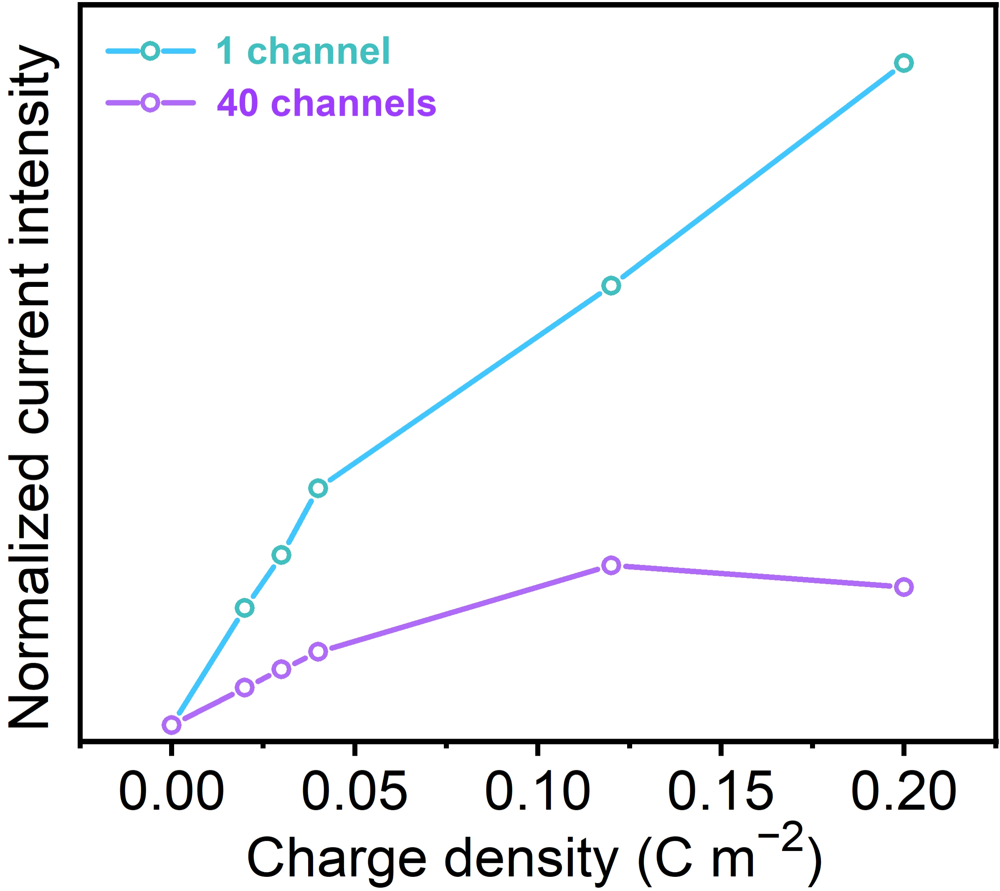 Normalized current intensity
1 channel
40 channels
0.00 0.05 0.10 0.15 0.20
Charge density (C m⁻²)